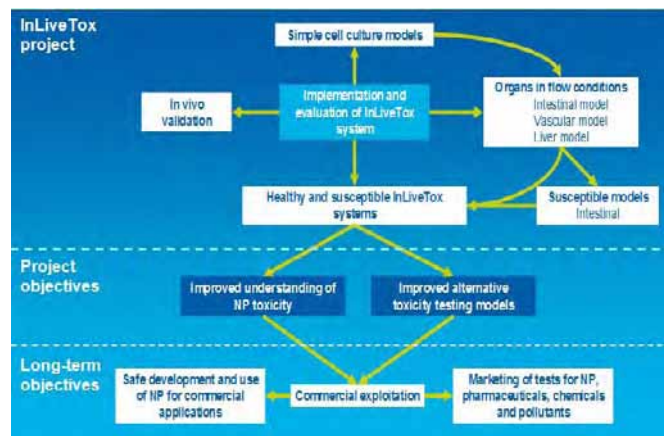 InLiveTox
project
Simple cell culture models
In vivo
validation
Implementation and
evaluation of InLiveTox
system
Organs in flow conditions
Intestinal model
Vascular model
Liver model
Healthy and susceptible InLiveTox
systems
Susceptible models
Intestinal
Project
objectives
Improved understanding of
NP toxicity
Improved alternative
toxicity testing models
Long-term
objectives
Safe development and use
of NP for commercial
applications
Commercial exploitation
Marketing of tests for NP,
pharmaceuticals, chemicals
and pollutants